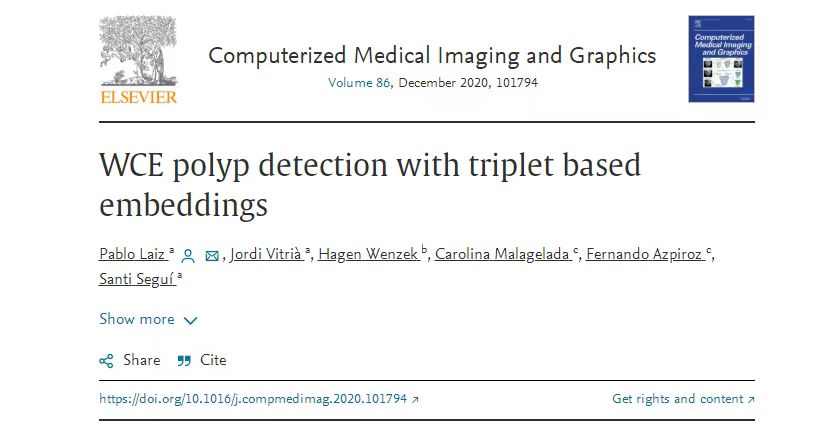 ELSEVIER
Computerized Medical Imaging and Graphics
Volume 86, December 2020, 101794
Computerized
Medical Imaging
and Graphics
WCE polyp detection with triplet based
embeddings
Pablo Laiz a, Jordi Vitrià a, Hagen Wenzek b, Carolina Malagelada c, Fernando Azpiroz c,
Santi Seguí a
Show more
Share Cite
https://doi.org/10.1016/j.compmedimag.2020.101794 ↗ Get rights and content ↗